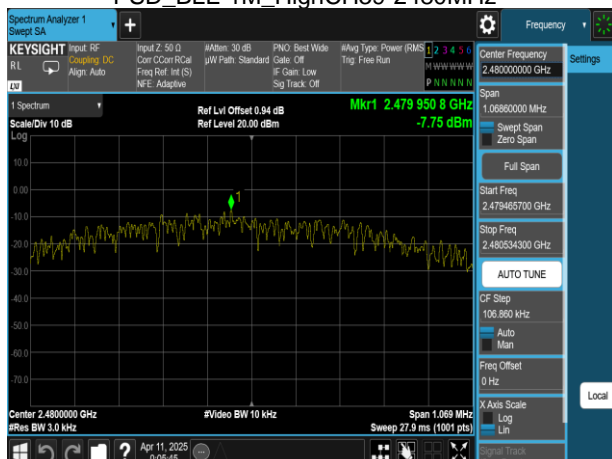 PSD_BLE-1M_HighCH39-2480MHz
Spectrum Analyzer 1
Swept SA
+
Frequency
KEYSIGHT
RL
LXI
Input: RF
Coupling: DC
Align: Auto
Input Z: 50 Ω
Corr CCorr RCal
Freq Ref: Int (S)
NFE: Adaptive
#Atten: 30 dB
µW Path: Standard
PNO: Best Wide
Gate: Off
IF Gain: Low
Sig Track: Off
#Avg Type: Power (RMS
Trig: Free Run
1 2 3 4 5 6
M W W W W W
P N N N N N
1 Spectrum
Scale/Div 10 dB
Log
Ref Lvl Offset 0.94 dB
Ref Level 20.00 dBm
Mkr1 2.479 950 8 GHz
-7.75 dBm
10.0
0.00
-10.0
-20.0
-30.0
-40.0
-50.0
-60.0
-70.0
1
Center 2.4800000 GHz
#Res BW 3.0 kHz
#Video BW 10 kHz
Span 1.069 MHz
Sweep 27.9 ms (1001 pts)
Center Frequency
2.480000000 GHz
Span
1.06860000 MHz
Swept Span
Zero Span
Full Span
Start Freq
2.479465700 GHz
Stop Freq
2.480534300 GHz
AUTO TUNE
CF Step
106.860 kHz
Auto
Man
Freq Offset
0 Hz
X Axis Scale
Log
Lin
Signal Track
Settings
Local
?
Apr 11, 2025